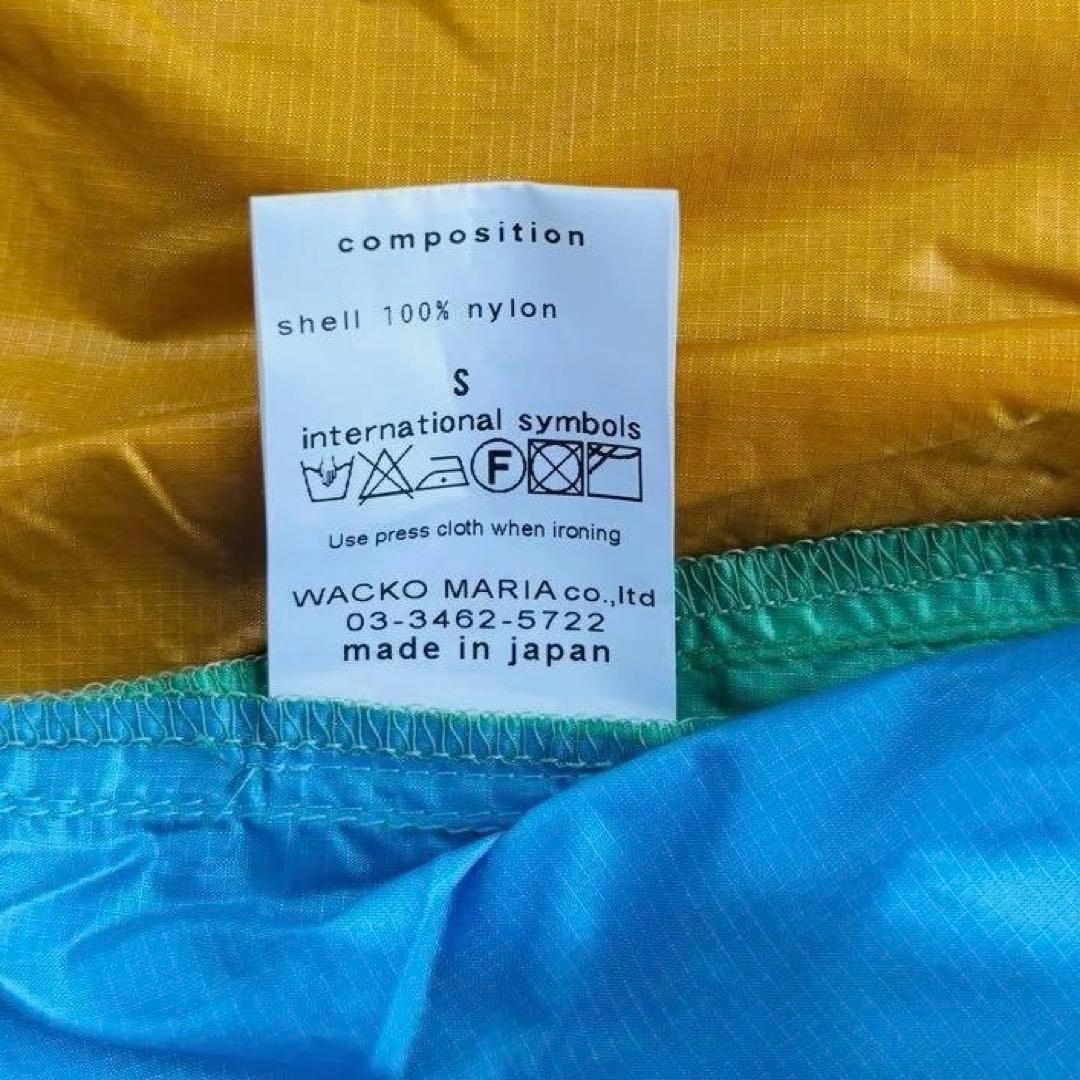 composition
shell 100% nylon
S
international symbols
F
Use press cloth when ironing
WACKO MARIA co.,ltd
03-3462-5722
made in japan